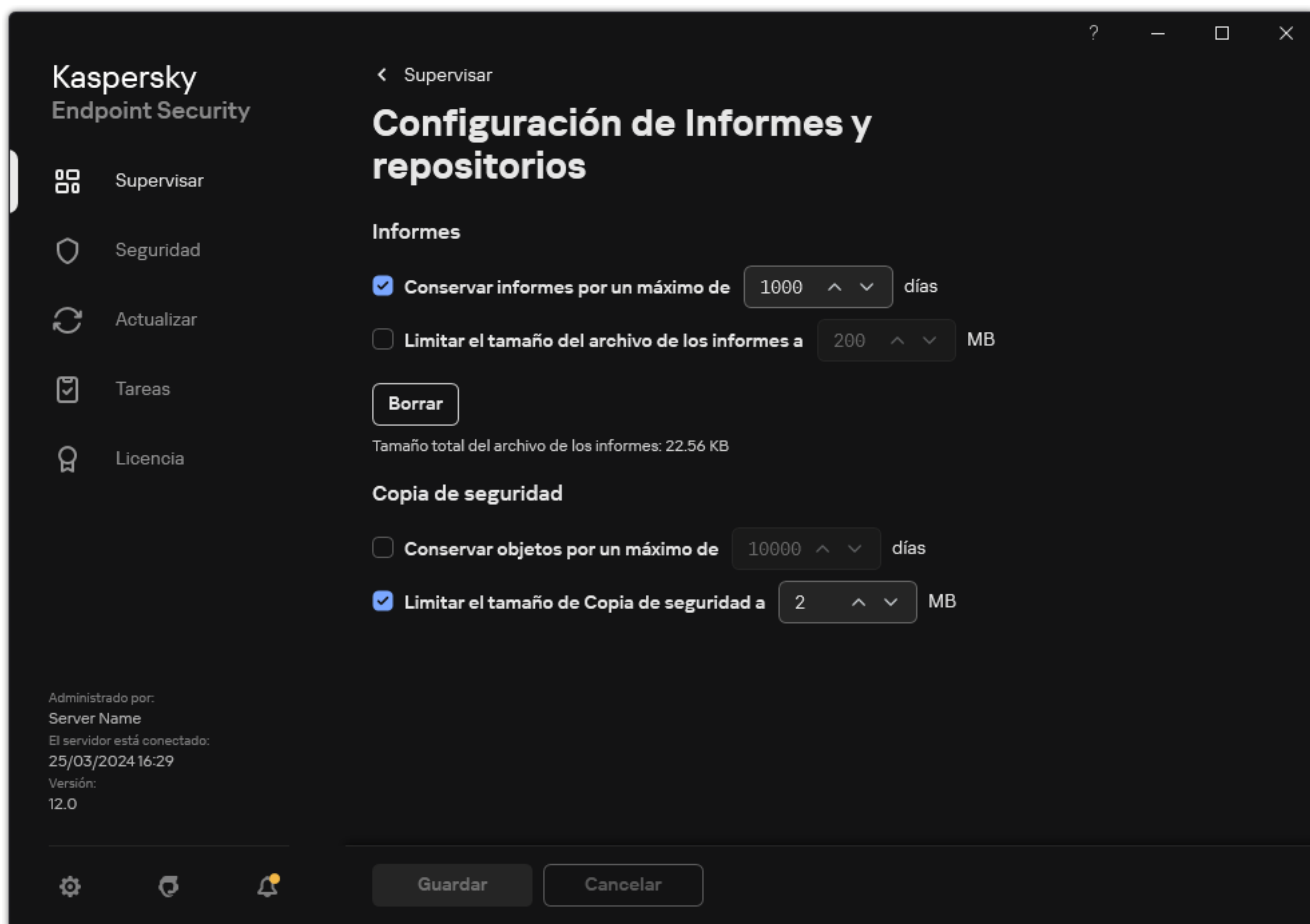 ?
Kaspersky
Endpoint Security
Supervisar
Seguridad
Actualizar
Tareas
Licencia
Administrado por:
Server Name
El servidor está conectado:
25/03/2024 16:29
Versión:
12.0
Supervisar
Configuración de Informes y
repositorios
Informes
Conservar informes por un máximo de 1000 días
Limitar el tamaño del archivo de los informes a 200 MB
Borrar
Tamaño total del archivo de los informes: 22.56 KB
Copia de seguridad
Conservar objetos por un máximo de 10000 días
Limitar el tamaño de Copia de seguridad a 2 MB
Guardar Cancelar